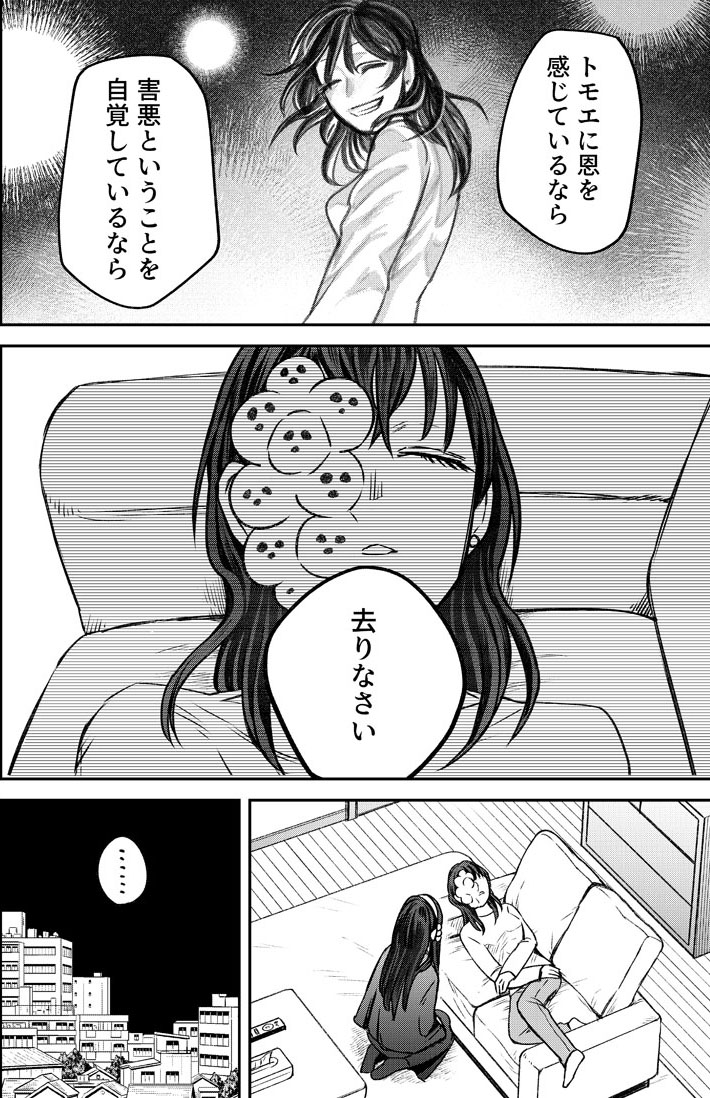 トモエに恩を
感じているなら
害悪ということを
自覚しているなら
去りなさい
……